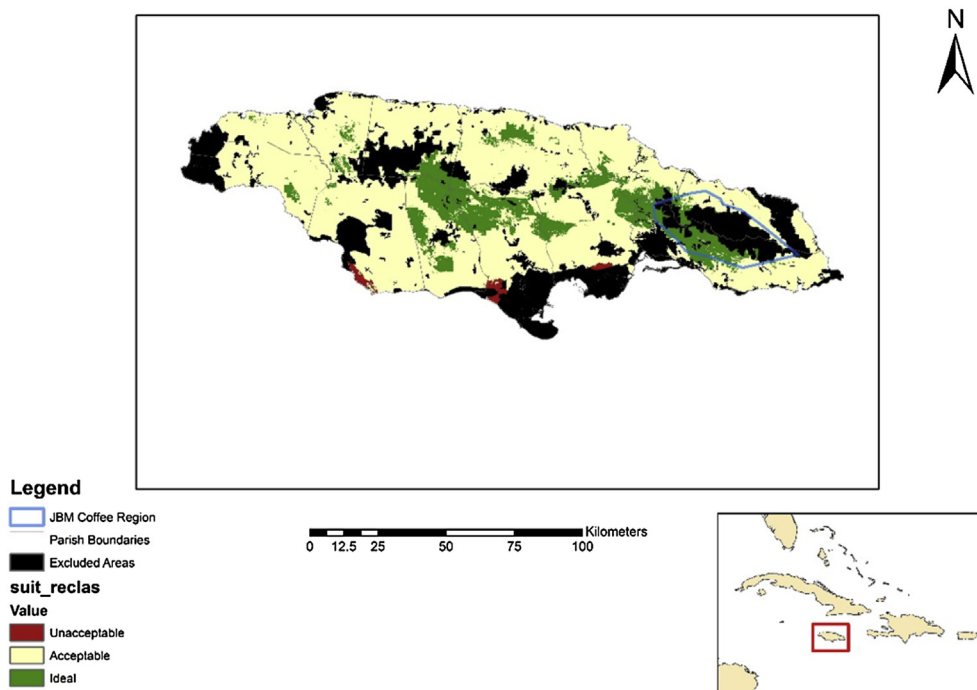 N
Legend
JBM Coffee Region
Parish Boundaries
Excluded Areas
suit_reclas
Value
Unacceptable
Acceptable
Ideal
Kilometers
0 12.5 25 50 75 100